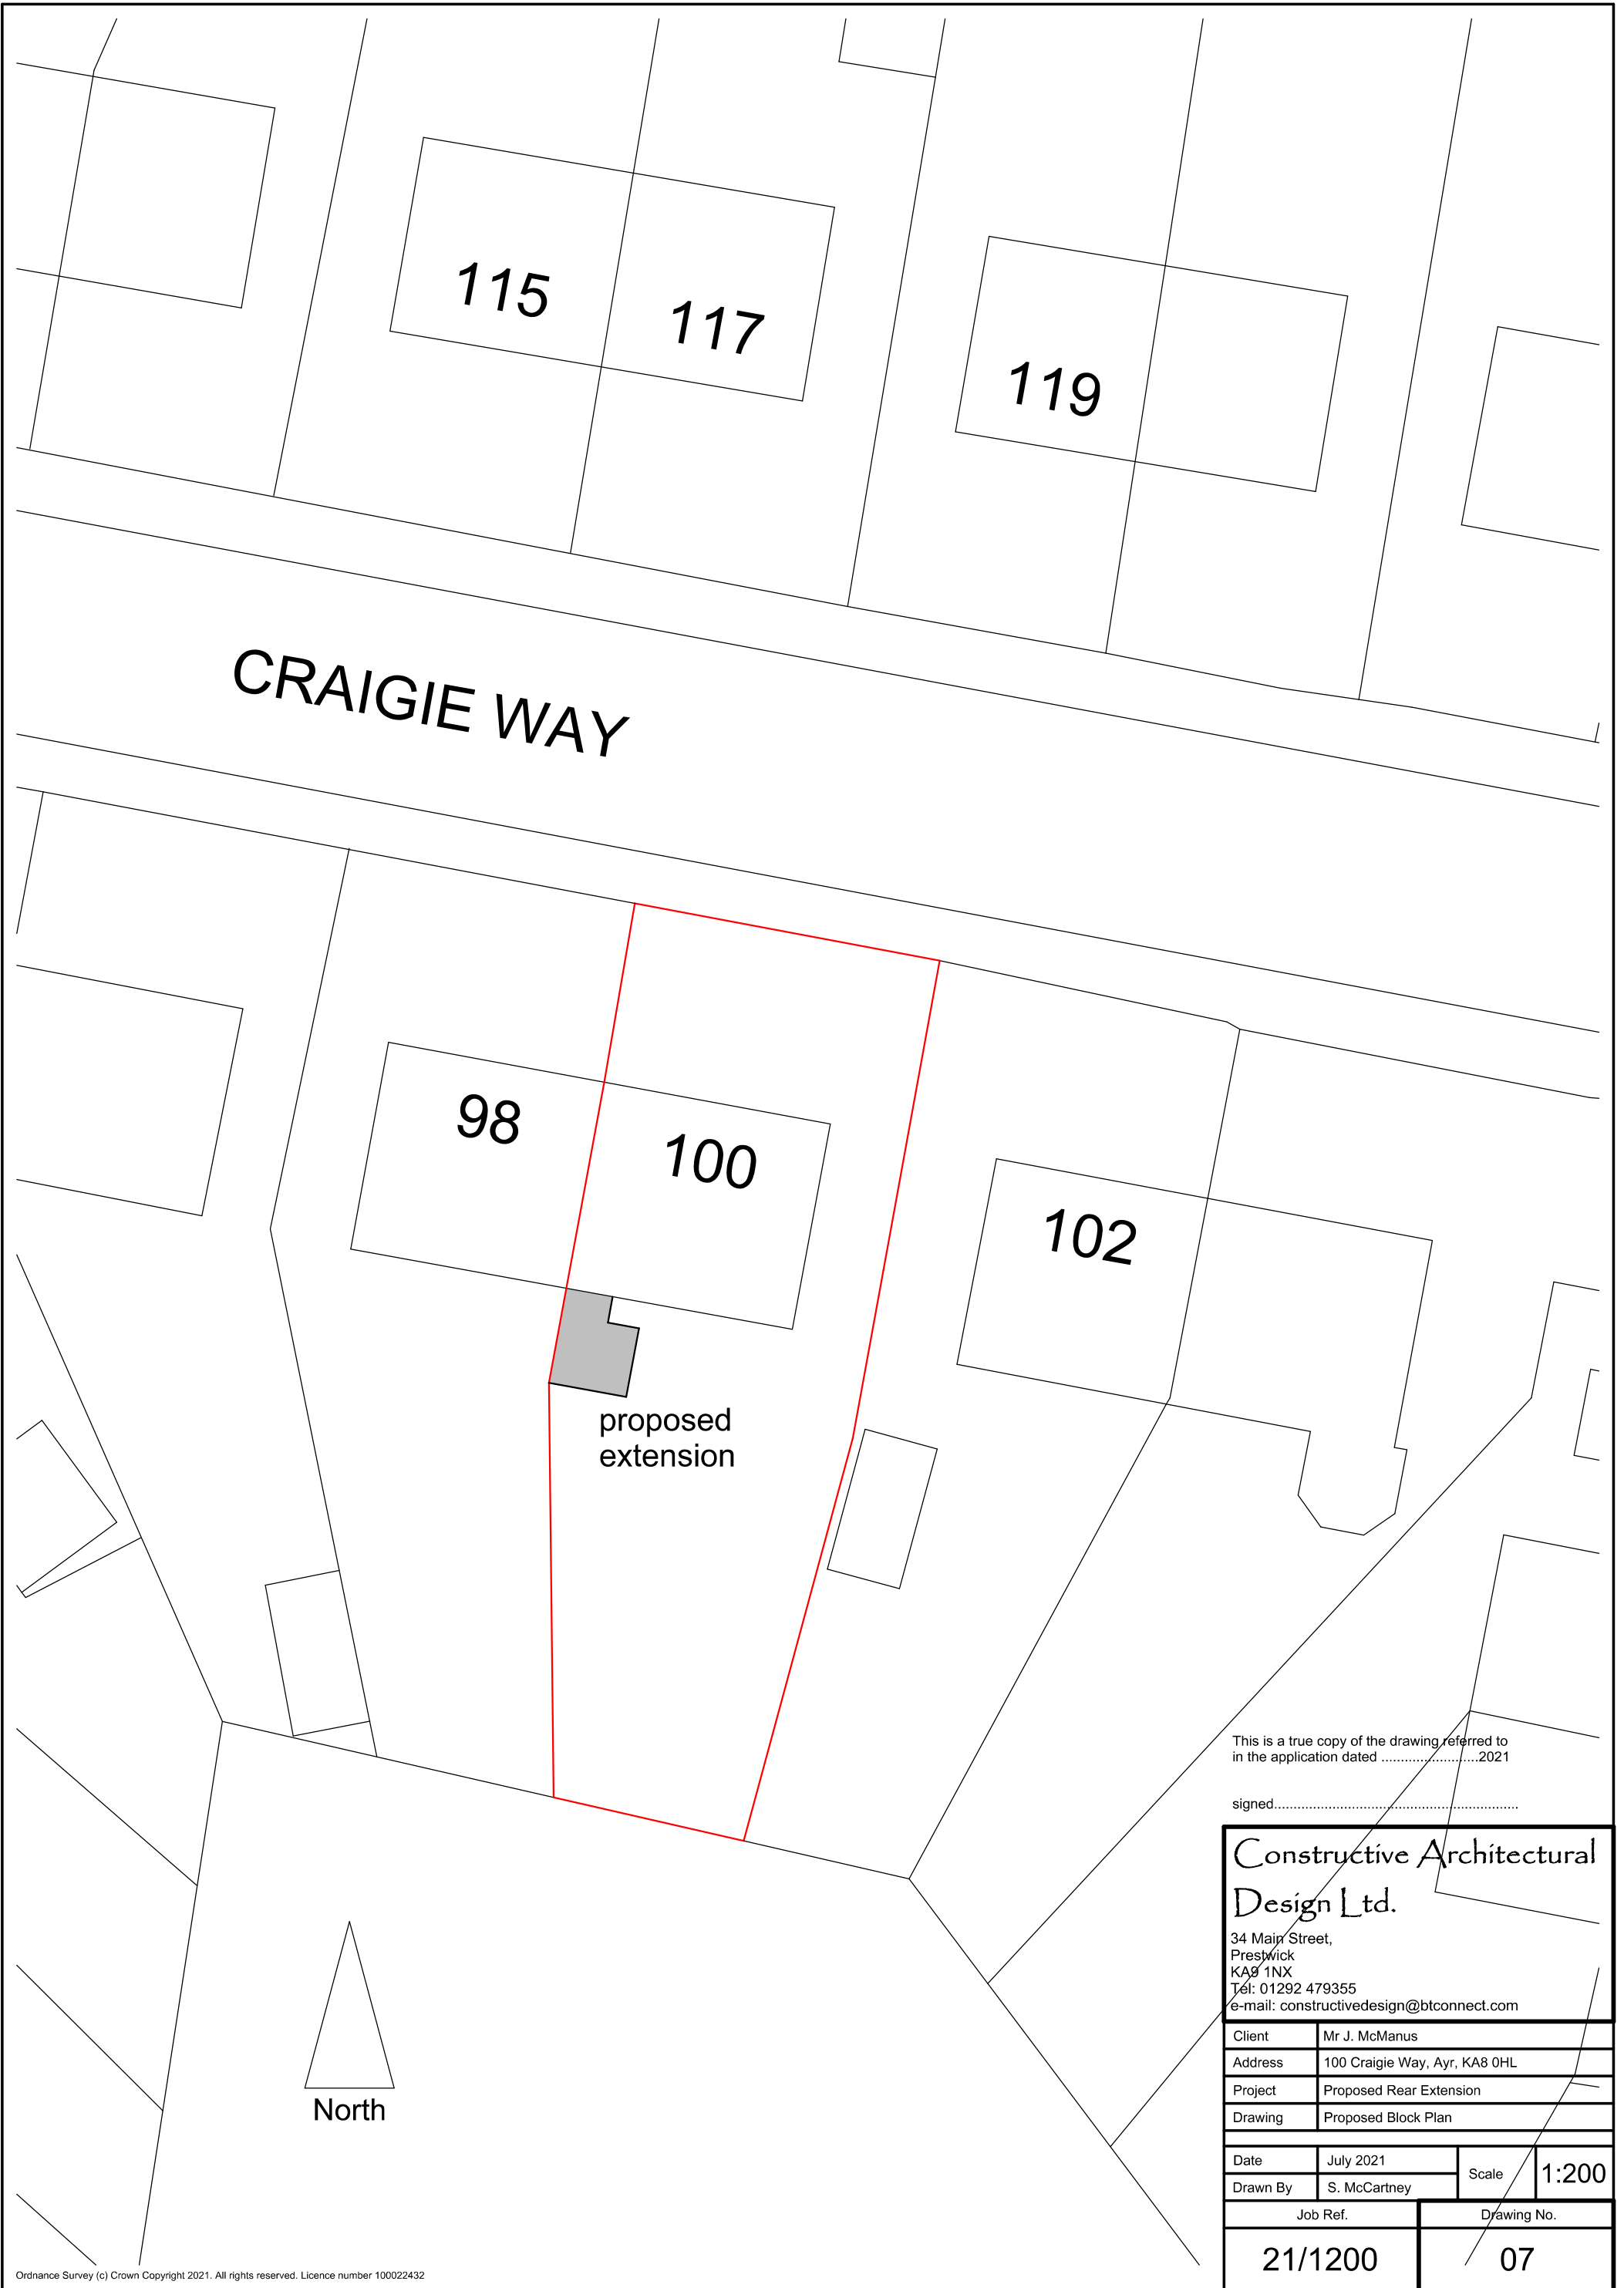 115
117
119
CRAIGIE WAY
98
100
102
proposed
extension
This is a true copy of the drawing referred to
in the application dated .........................2021
signed...............................................................
Constructive Architectural
Design Ltd.
34 Main Street,
Prestwick
KA9 1NX
Tel: 01292 479355
e-mail: constructivedesign@btconnect.com
Client Mr J. McManus
Address 100 Craigie Way, Ayr, KA8 0HL
Project Proposed Rear Extension
Drawing Proposed Block Plan
Date July 2021
Scale 1:200
Drawn By S. McCartney
Job Ref. Drawing No.
21/1200 07
North
Ordnance Survey (c) Crown Copyright 2021. All rights reserved. Licence number 100022432